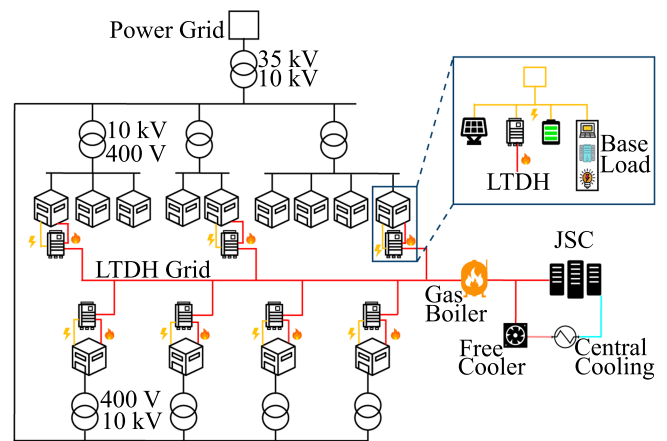 Power Grid
35 kV
10 kV
10 kV
400 V
Base
Load
LTDH
JSC
LTDH Grid
Gas
Boiler
Free
Cooler
Central
Cooling
400 V
10 kV